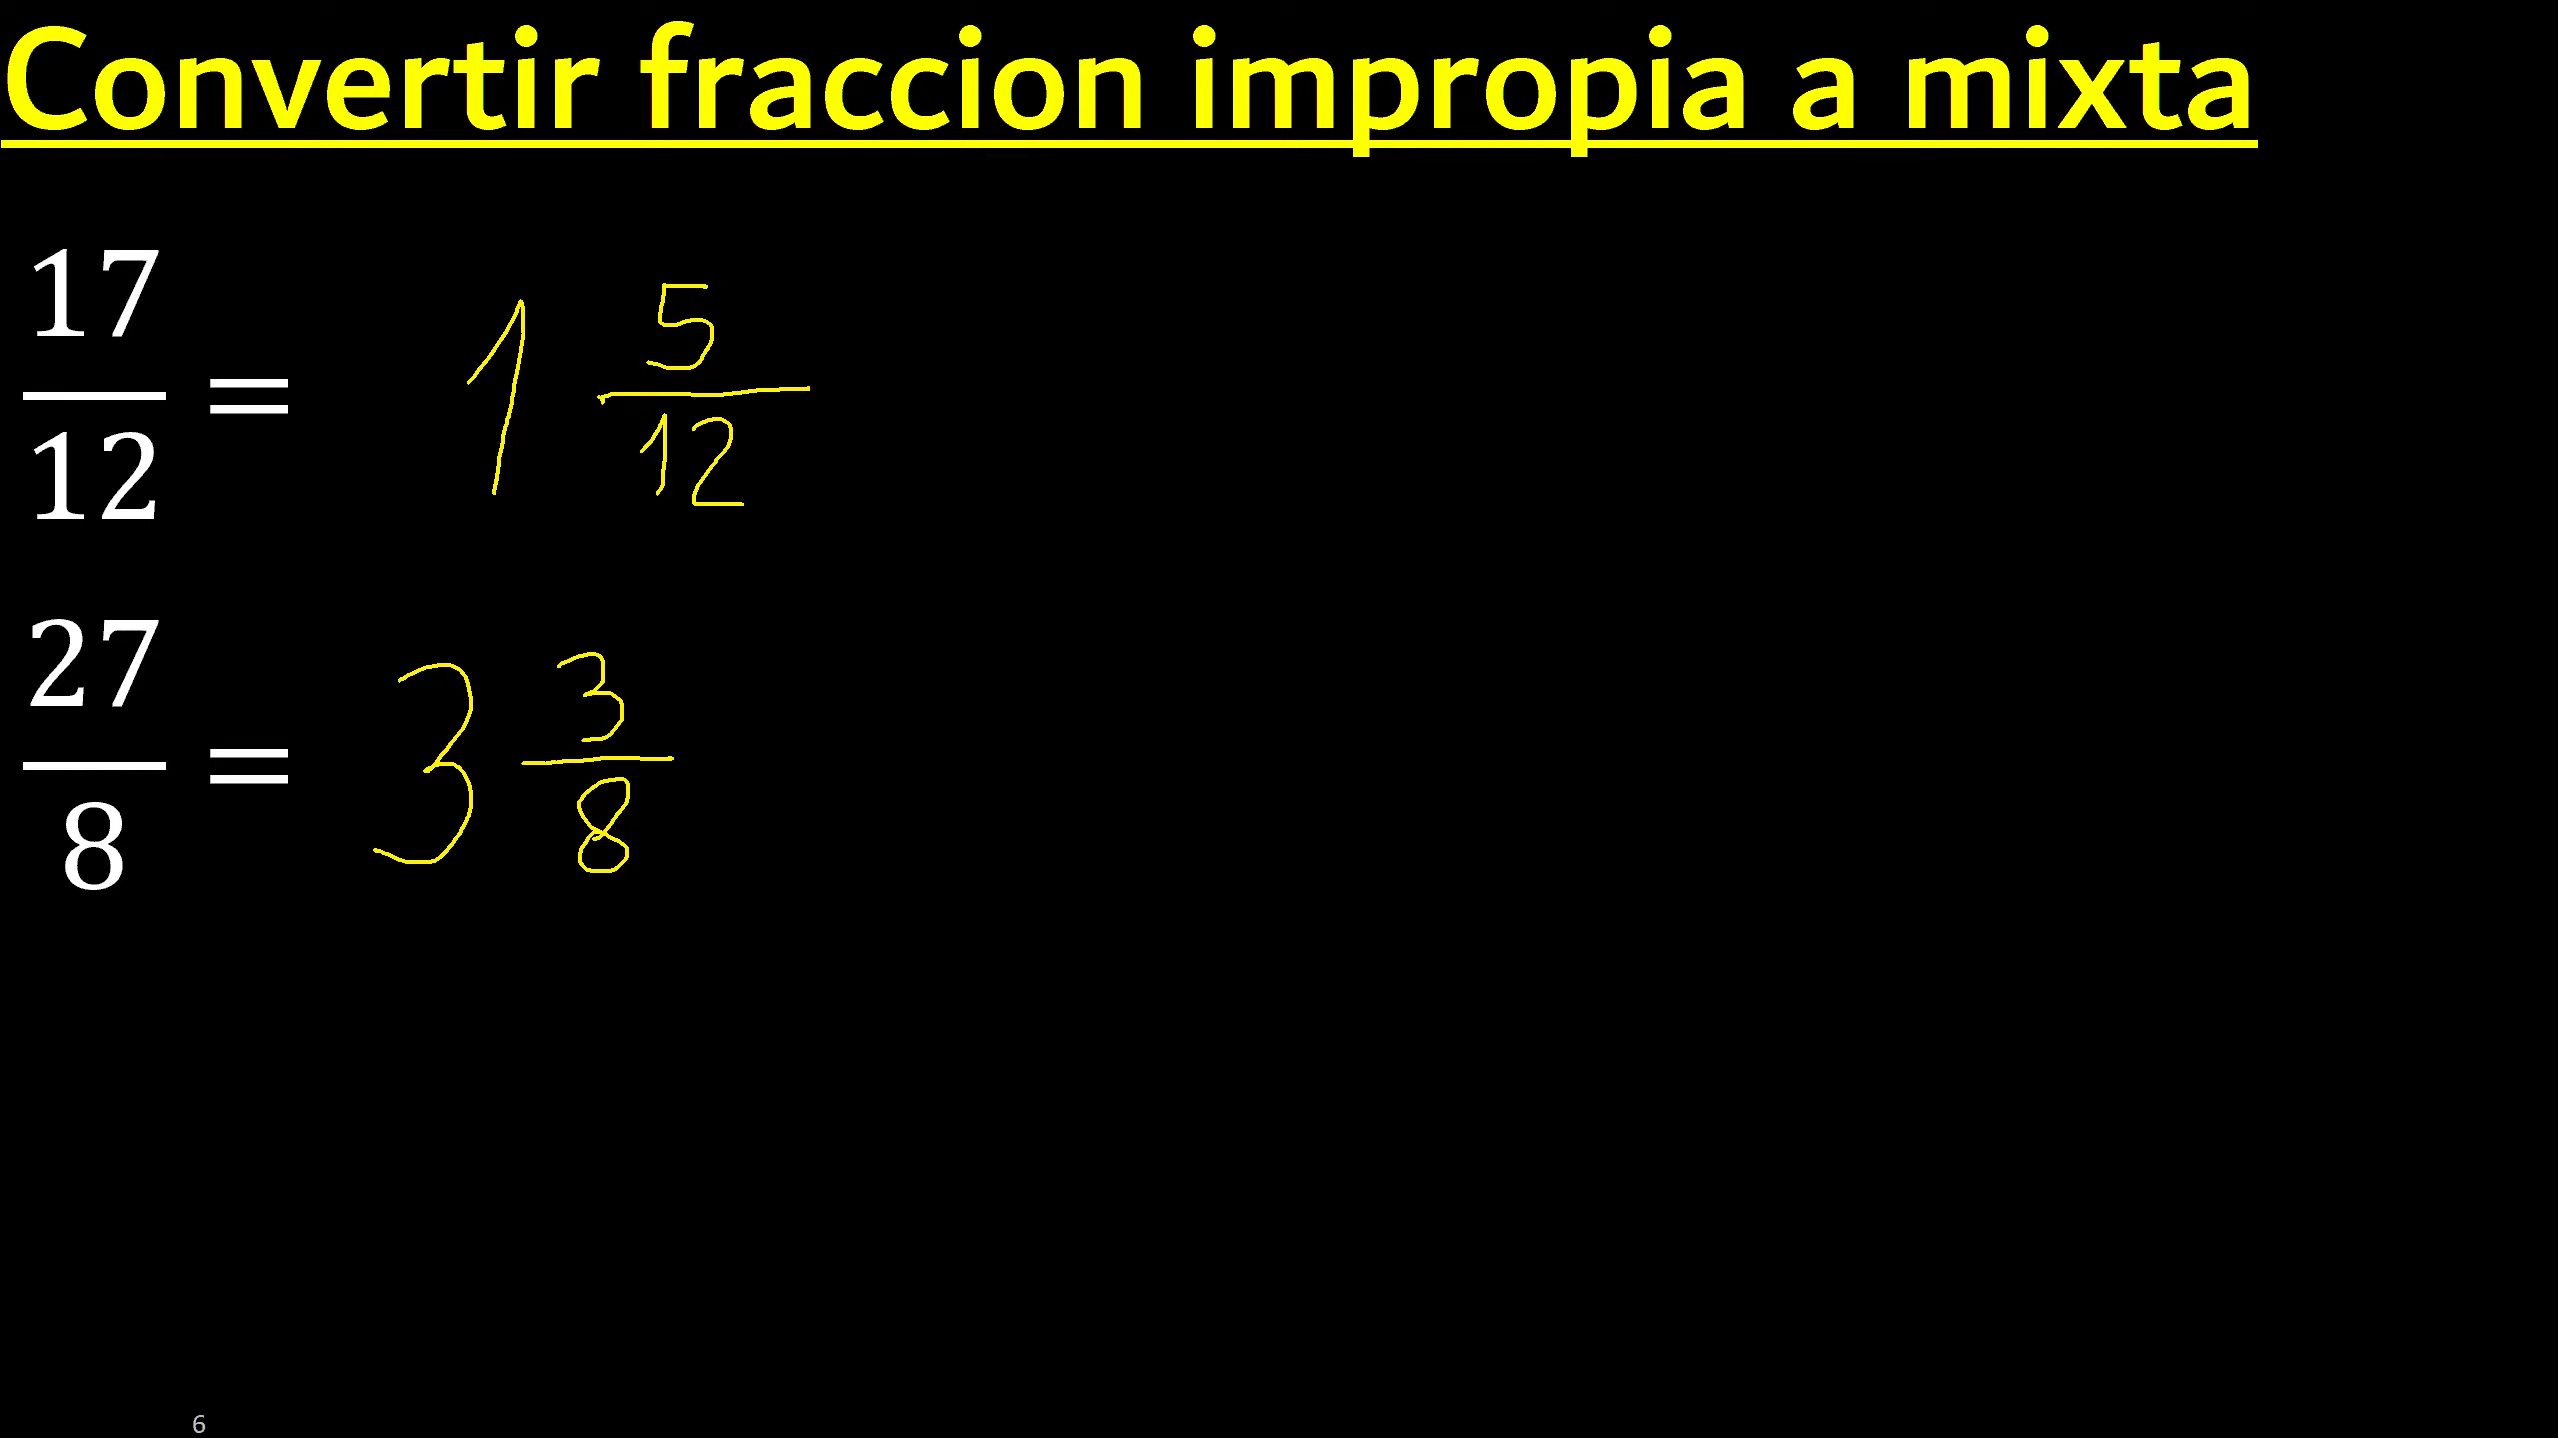 Convertir fraccion impropia a mixta
17/12 = 1 5/12
27/8 = 3 3/8
6